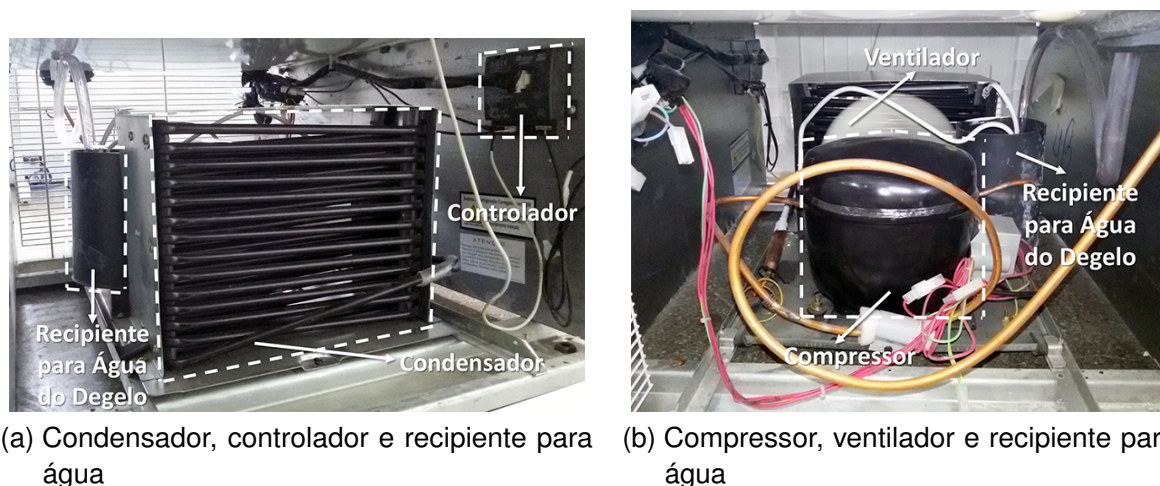 Controlador
Recipiente
para Água
do Degelo
Condensador
Ventilador
ATENÇ
Recipiente
para Água
do Degelo
Compressor
(a) Condensador, controlador e recipiente para
água
(b) Compressor, ventilador e recipiente par
água